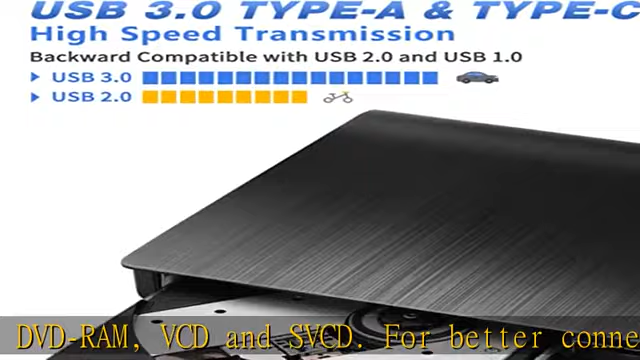 USB 3.0 TYPE-A & TYPE-C
High Speed Transmission
Backward Compatible with USB 2.0 and USB 1.0
USB 3.0
USB 2.0
DVD-RAM, VCD and SVCD. For better conne